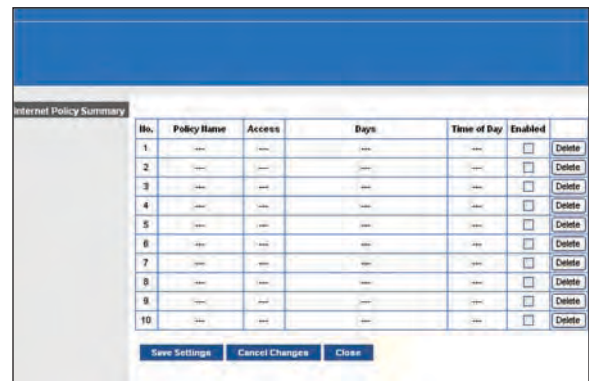 Internet Policy Summary
No. Policy Name Access Days Time of Day Enabled
1. --- --- --- --- Delete
2 --- --- --- --- Delete
3 --- --- --- --- Delete
4 --- --- --- --- Delete
5 --- --- --- --- Delete
6 --- --- --- --- Delete
7 --- --- --- --- Delete
8 --- --- --- --- Delete
9. --- --- --- --- Delete
10 --- --- --- --- Delete
Save Settings Cancel Changes Close